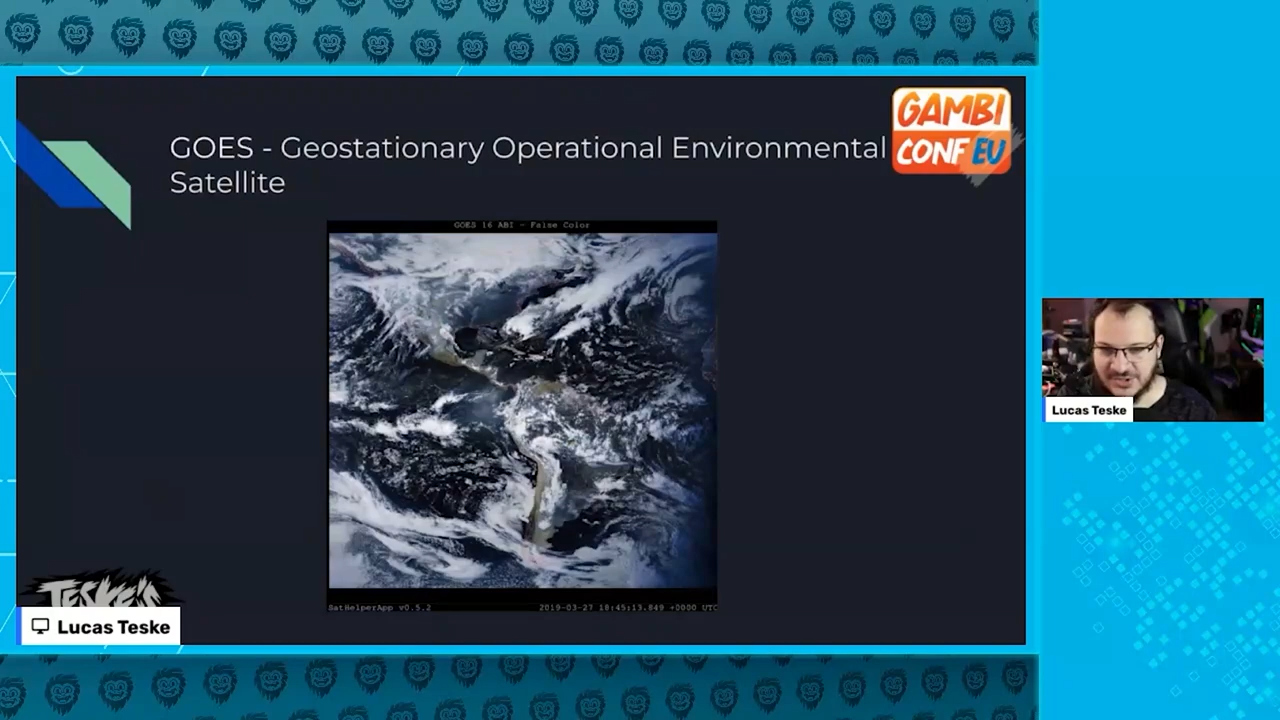 GOES - Geostationary Operational Environmental
Satellite
GAMBI
CONF EU
GOES 16 ABI - False Color
SatHelperApp v0.5.2
2019-03-27 18:45:13.849 +0000 UTC
TESKE'S
Lucas Teske
Lucas Teske